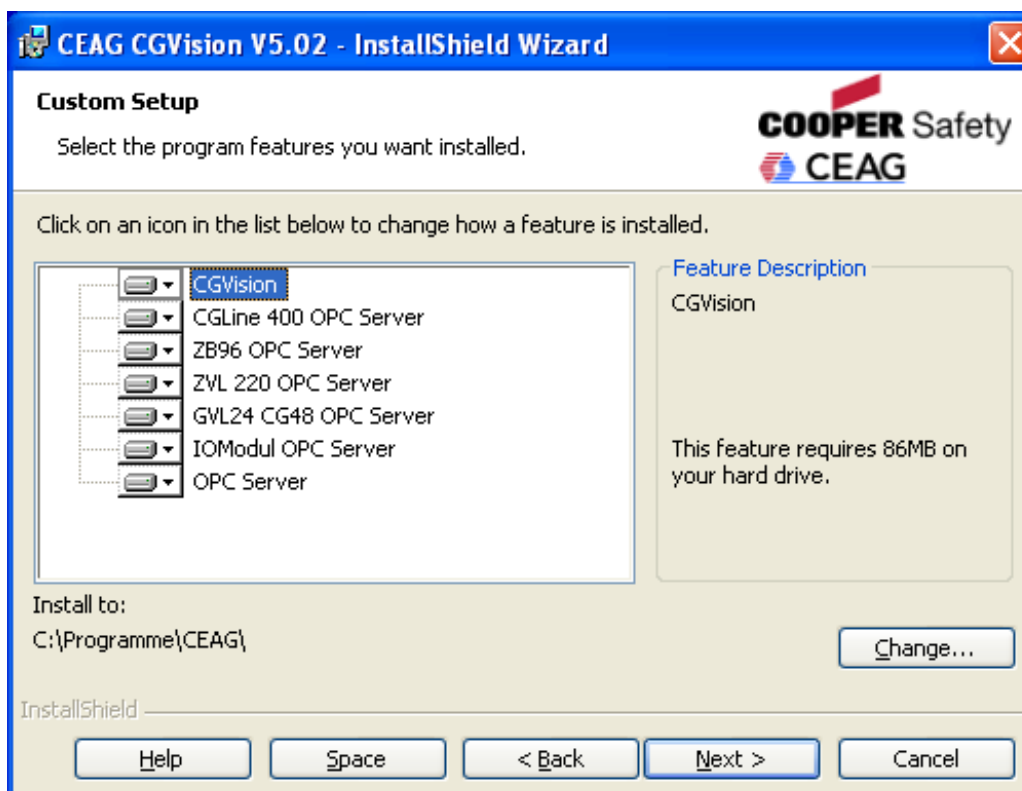 CEAG CGVision V5.02 - InstallShield Wizard
Custom Setup
Select the program features you want installed.
COOPER Safety
CEAG
Click on an icon in the list below to change how a feature is installed.
CGVision
CGLine 400 OPC Server
ZB96 OPC Server
ZVL 220 OPC Server
GVL24 CG48 OPC Server
IOModul OPC Server
OPC Server
Feature Description
CGVision
This feature requires 86MB on
your hard drive.
Install to:
C:\Programme\CEAG\
Change...
InstallShield
Help Space < Back Next > Cancel